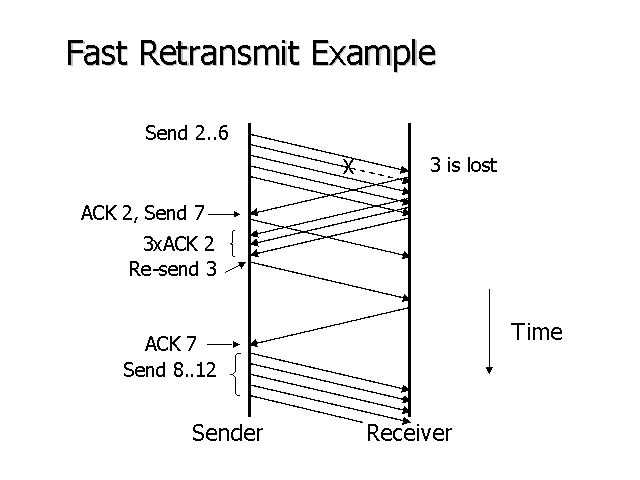 Fast Retransmit Example
Send 2..6
X
3 is lost
ACK 2, Send 7
3xACK 2
Re-send 3
Time
ACK 7
Send 8..12
Sender
Receiver